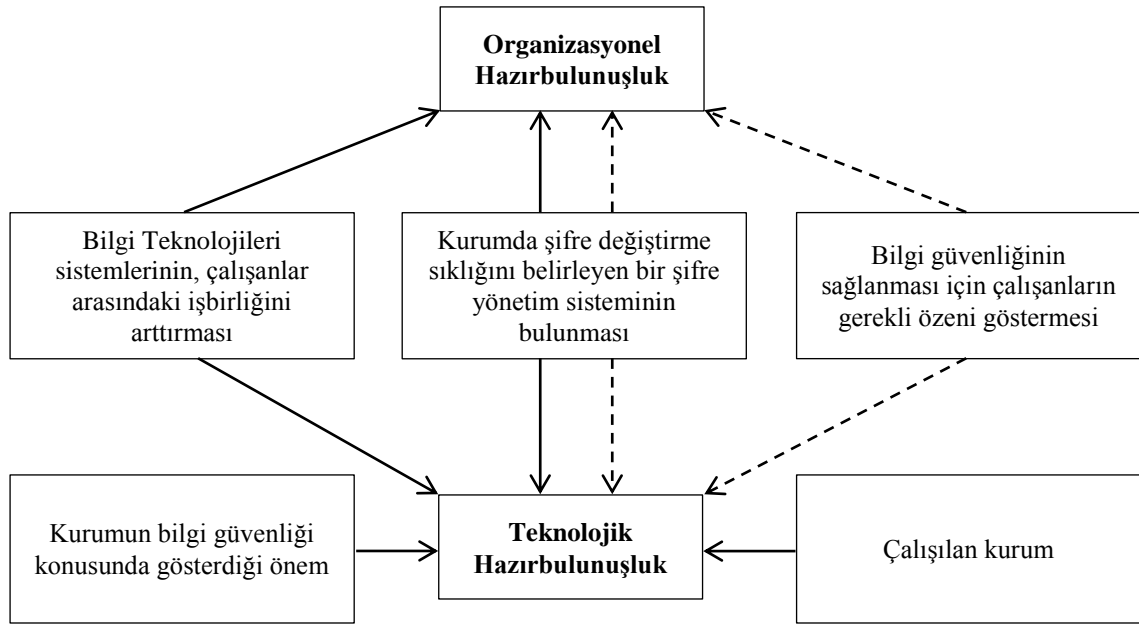 Organizasyonel
Hazırbulunuşluk
Bilgi Teknolojileri
sistemlerinin, çalışanlar
arasındaki işbirliğini
arttırması
Kurumda şifre değiştirme
sıklığını belirleyen bir şifre
yönetim sisteminin
bulunması
Bilgi güvenliğinin
sağlanması için çalışanların
gerekli özeni göstermesi
Kurumun bilgi güvenliği
konusunda gösterdiği önem
Teknolojik
Hazırbulunuşluk
Çalışılan kurum